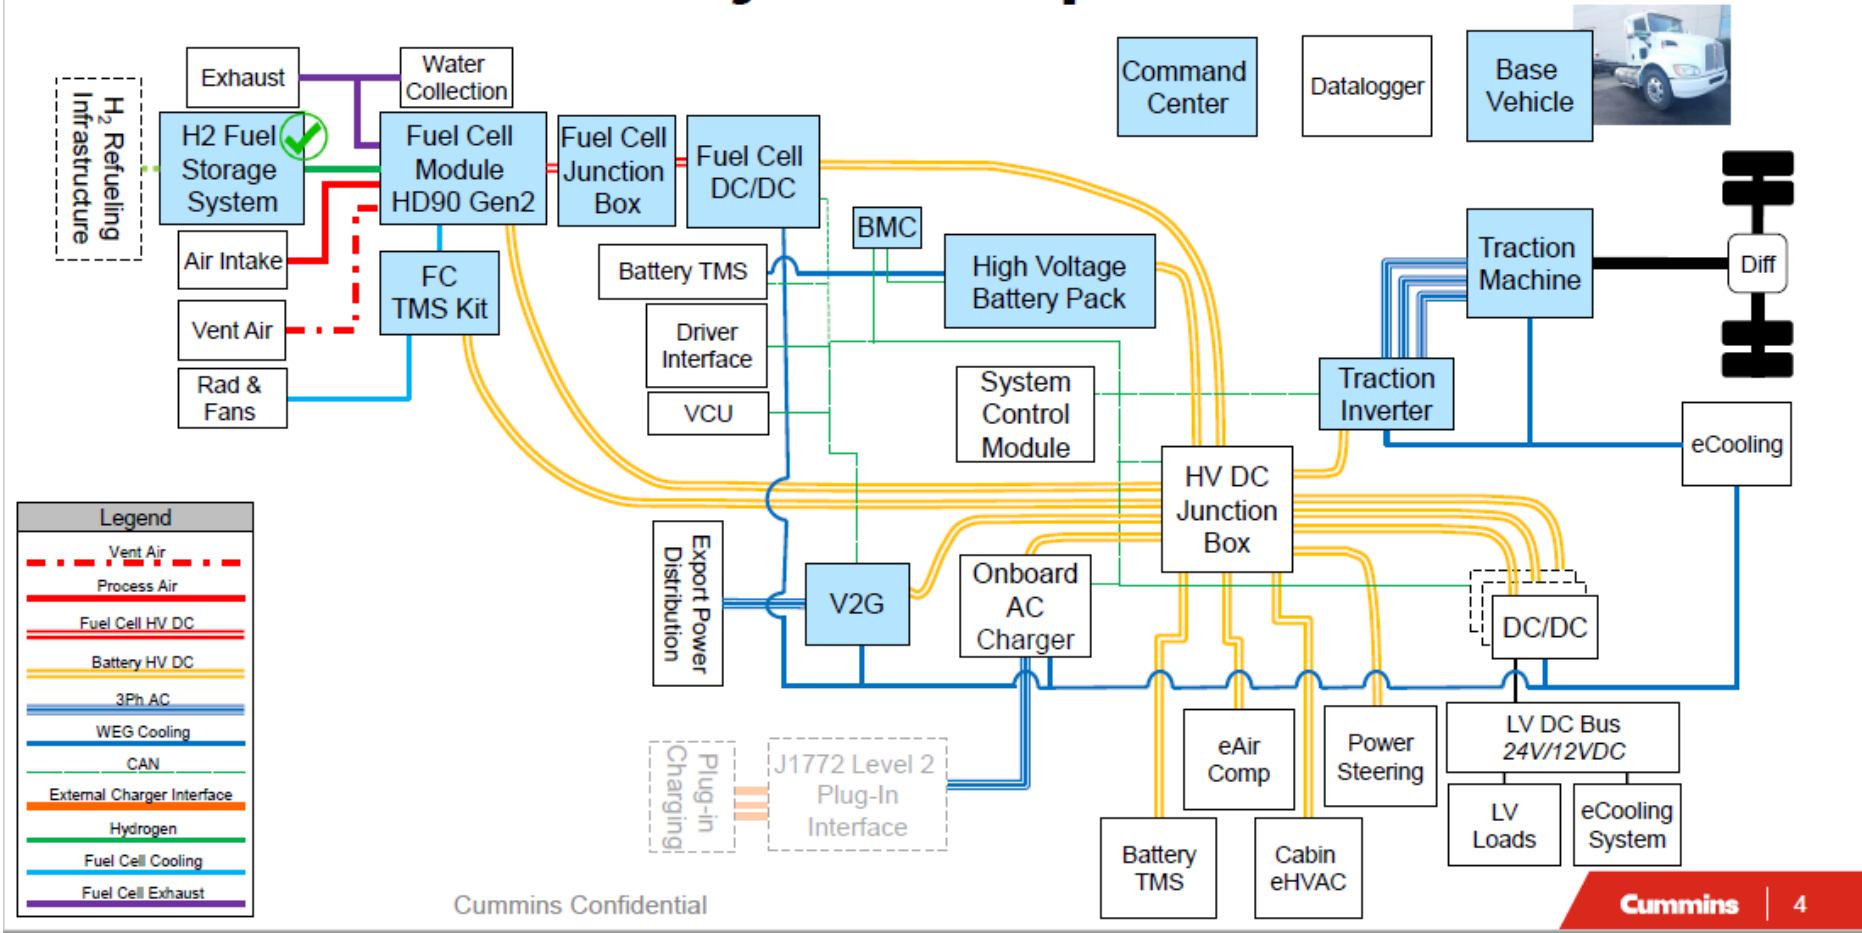 Exhaust
Water
Collection
Command
Center
Datalogger
Base
Vehicle
H2 Refueling
Infrastructure
H2 Fuel
Storage
System
Fuel Cell
Module
HD90 Gen2
Fuel Cell
Junction
Box
Fuel Cell
DC/DC
Air Intake
FC
TMS Kit
Vent Air
Rad &
Fans
BMC
Battery TMS
High Voltage
Battery Pack
Driver
Interface
VCU
System
Control
Module
Traction
Machine
Diff
Traction
Inverter
eCooling
HV DC
Junction
Box
Export Power
Distribution
V2G
Onboard
AC
Charger
DC/DC
Plug-in
Charging
J1772 Level 2
Plug-In
Interface
eAir
Comp
Power
Steering
LV DC Bus
24V/12VDC
LV
Loads
eCooling
System
Battery
TMS
Cabin
eHVAC
Legend
Vent Air
Process Air
Fuel Cell HV DC
Battery HV DC
3Ph AC
WEG Cooling
CAN
External Charger Interface
Hydrogen
Fuel Cell Cooling
Fuel Cell Exhaust
Cummins Confidential
Cummins
4